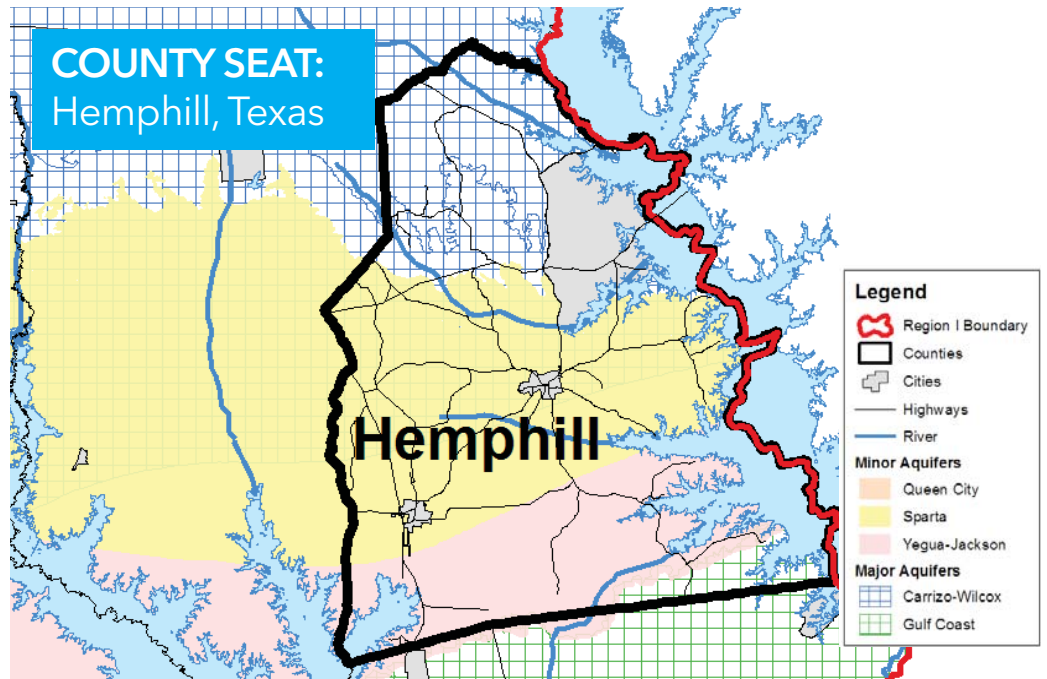 COUNTY SEAT:
Hemphill, Texas
Hemphill
Legend
Region I Boundary
Counties
Cities
Highways
River
Minor Aquifers
Queen City
Sparta
Yegua-Jackson
Major Aquifers
Carrizo-Wilcox
Gulf Coast